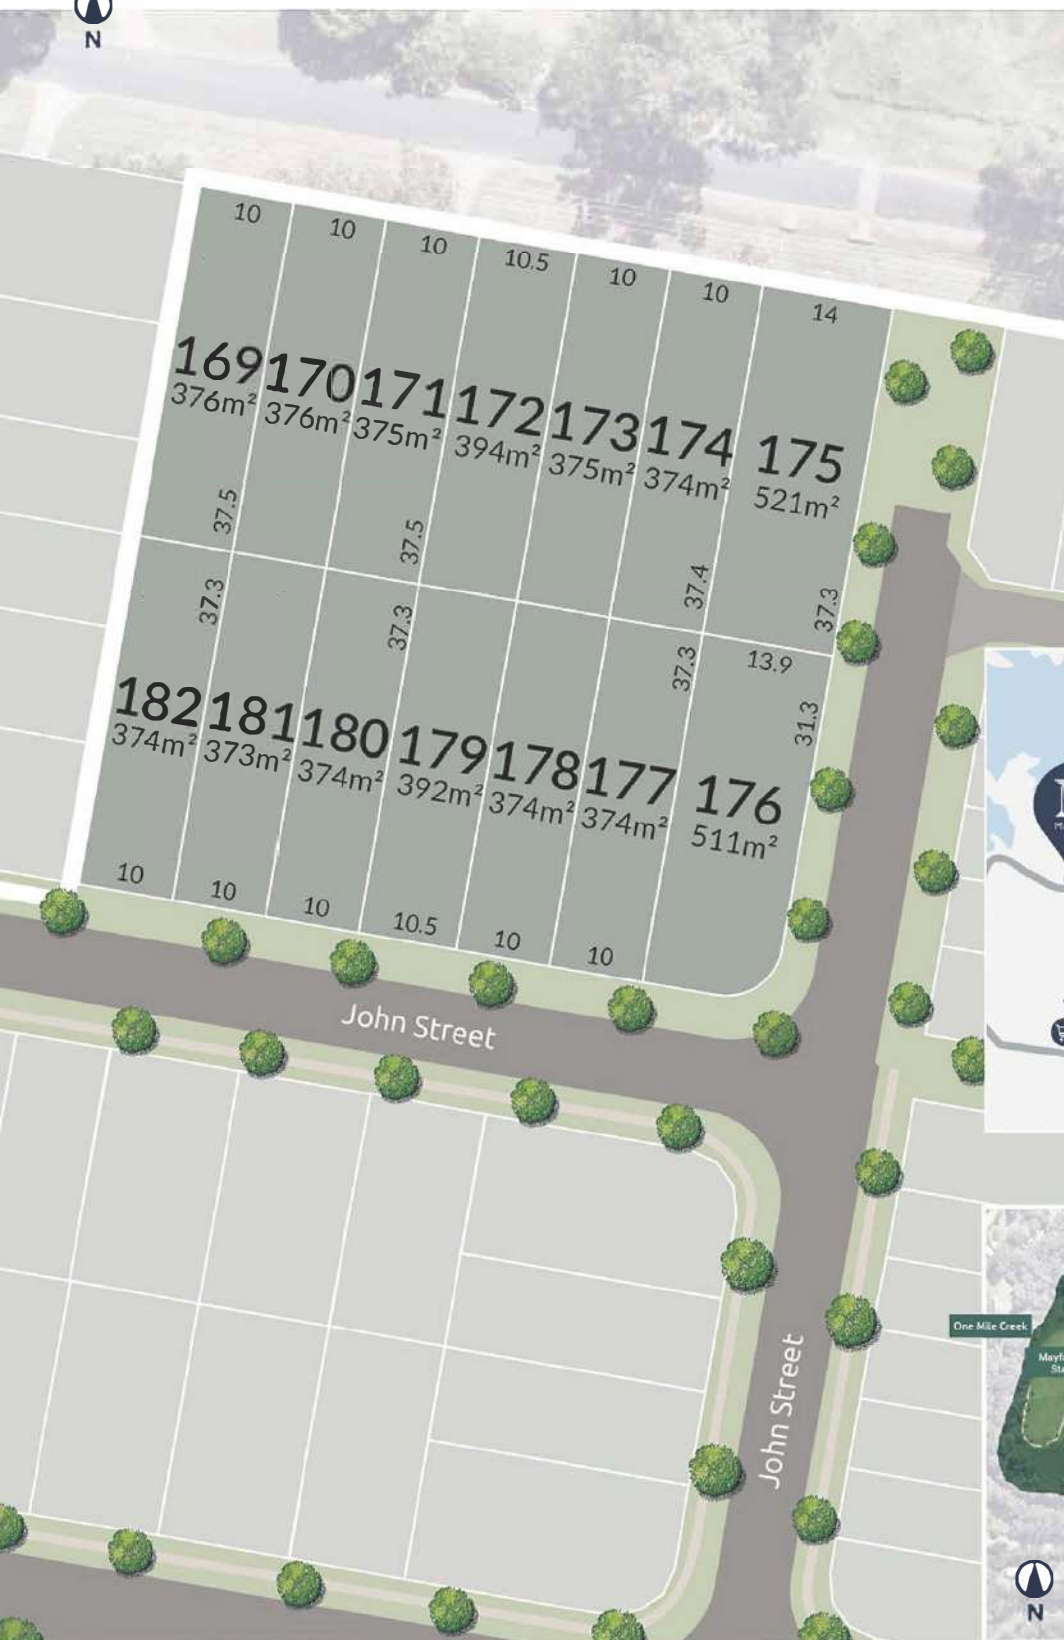 N
10
10
10
10.5
10
10
14
169
376m²
170
376m²
171
375m²
172
394m²
173
375m²
174
374m²
175
521m²
37.5
37.5
37.4
37.3
37.3
37.3
37.3
13.9
31.3
182
374m²
181
373m²
180
374m²
179
392m²
178
374m²
177
374m²
176
511m²
10
10
10
10.5
10
10
John Street
John Street
One Mile Creek
N